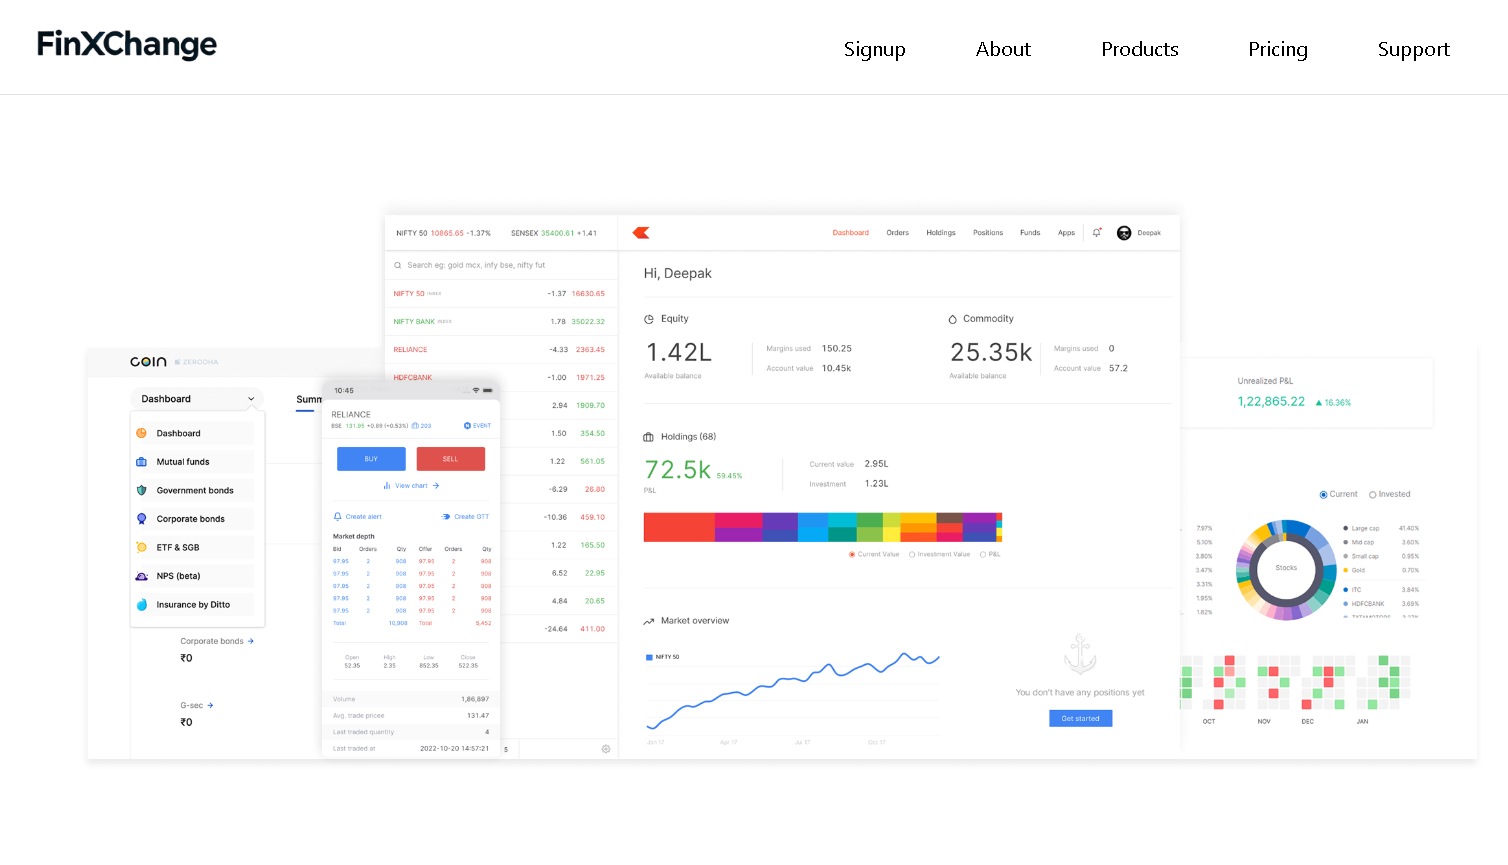 FinXChange
Signup About Products Pricing Support
NIFTY 50 10865.65 -1.37% SENSEX 35400.61 +1.41
Dashboard Orders Holdings Positions Funds Apps Deepak
Search eg: gold mcx, infy bse, nifty fut
NIFTY 50 INDEX -1.37 16630.65
NIFTY BANK INDEX 1.78 35022.32
RELIANCE -4.33 2363.45
HDFCBANK -1.00 1971.25
2.94 1909.70
1.50 354.50
1.22 561.05
-6.29 26.80
-10.36 459.10
1.22 165.50
6.52 22.95
4.84 20.65
-24.64 411.00
5
Hi, Deepak
Equity
1.42L
Available balance
Margins used 150.25
Account value 10.45k
Commodity
25.35k
Available balance
Margins used 0
Account value 57.2
Holdings (68)
72.5k 59.45%
P&L
Current value 2.95L
Investment 1.23L
Current Value Investment Value P&L
Market overview
NIFTY 50
Jan 17 Apr 17 Jul 17 Oct 17
You don't have any positions yet
Get started
COIN ZERODHA
Dashboard
Summ
Dashboard
Mutual funds
Government bonds
Corporate bonds
ETF & SGB
NPS (beta)
Insurance by Ditto
Corporate bonds →
₹0
G-sec →
₹0
10:45
RELIANCE
BSE 131.95 +0.69 (+0.53%) 203 EVENT
BUY SELL
View chart →
Create alert Create GTT
Market depth
Bid Orders Qty Offer Orders Qty
97.95 2 908 97.95 2 908
97.95 2 908 97.95 2 908
97.95 2 908 97.95 2 908
97.95 2 908 97.95 2 908
97.95 2 908 97.95 2 908
Total 10,908 Total 5,452
Open High Low Close
52.35 2.35 852.35 522.35
Volume 1,86,897
Avg. trade prices 131.47
Last traded quantity 4
Last traded at 2022-10-20 14:57:21
Unrealized P&L
1,22,865.22 16.36%
Current Invested
7.97%
5.10%
3.80%
3.47%
3.31%
1.95%
1.82%
Stocks
Large cap 41.40%
Mid cap 3.60%
Small cap 0.95%
Gold 0.70%
ITC 3.84%
HDFCBANK 3.69%
OCT NOV DEC JAN